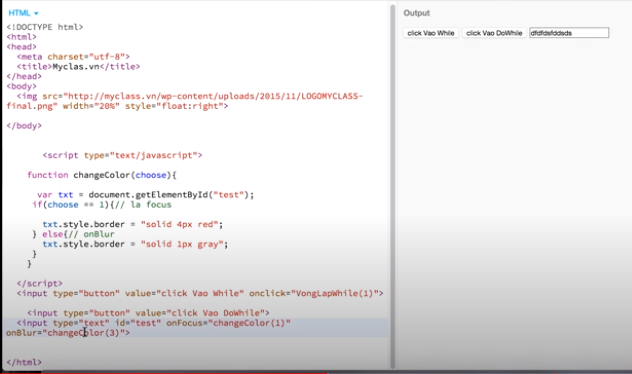 HTML
Output
<!DOCTYPE html>
<html>
<head>
<meta charset="utf-8">
<title>Myclas.vn</title>
</head>
<body>
<img src="http://myclass.vn/wp-content/uploads/2015/11/LOGOMYCLASS-
final.png" width="20%" style="float:right">
</body>
<script type="text/javascript">
function changeColor(choose){
var txt = document.getElementById("test");
if(choose == 1){// la focus
txt.style.border = "solid 4px red";
} else{// onBlur
txt.style.border = "solid 1px gray";
}
}
</script>
<input type="button" value="click Vao While" onclick="VongLapWhile(1)">
<input type="button" value="click Vao DoWhile">
<input type="text" id="test" onFocus="changeColor(1)"
onBlur="changeColor(3)">
</html>
click Vao While
click Vao DoWhile
dfdfdsfddsds